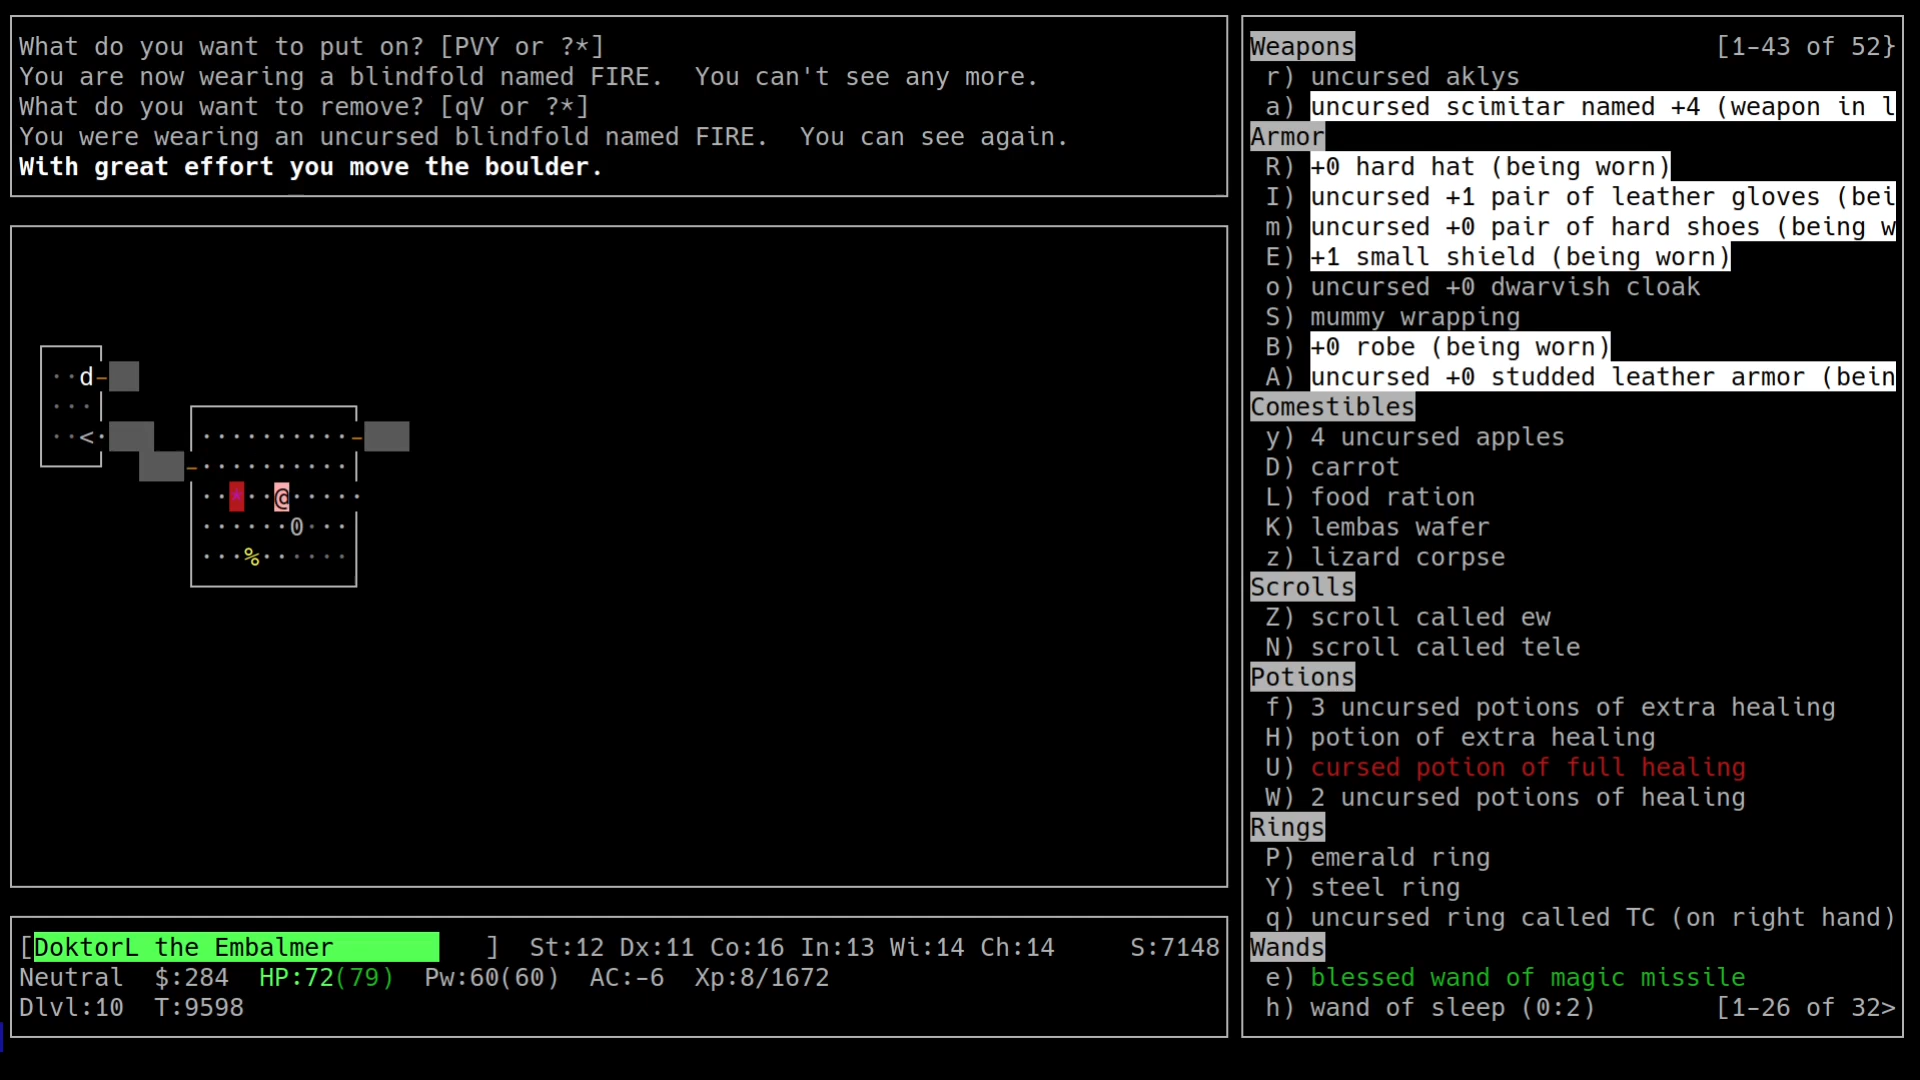 What do you want to put on? [PVY or ?*]
You are now wearing a blindfold named FIRE.  You can't see any more.
What do you want to remove? [qV or ?*]
You were wearing an uncursed blindfold named FIRE.  You can see again.
With great effort you move the boulder.
··d-
···
··<·
··········-
-··········
··*··@·····
······0···
···%······
[DoktorL the Embalmer          ]  St:12 Dx:11 Co:16 In:13 Wi:14 Ch:14     S:7148
Neutral  $:284  HP:72(79)  Pw:60(60)  AC:-6  Xp:8/1672
Dlvl:10  T:9598
Weapons [1-43 of 52}
r) uncursed aklys
a) uncursed scimitar named +4 (weapon in l
Armor
R) +0 hard hat (being worn)
I) uncursed +1 pair of leather gloves (bei
m) uncursed +0 pair of hard shoes (being w
E) +1 small shield (being worn)
o) uncursed +0 dwarvish cloak
S) mummy wrapping
B) +0 robe (being worn)
A) uncursed +0 studded leather armor (bein
Comestibles
y) 4 uncursed apples
D) carrot
L) food ration
K) lembas wafer
z) lizard corpse
Scrolls
Z) scroll called ew
N) scroll called tele
Potions
f) 3 uncursed potions of extra healing
H) potion of extra healing
U) cursed potion of full healing
W) 2 uncursed potions of healing
Rings
P) emerald ring
Y) steel ring
q) uncursed ring called TC (on right hand)
Wands
e) blessed wand of magic missile
h) wand of sleep (0:2) [1-26 of 32>